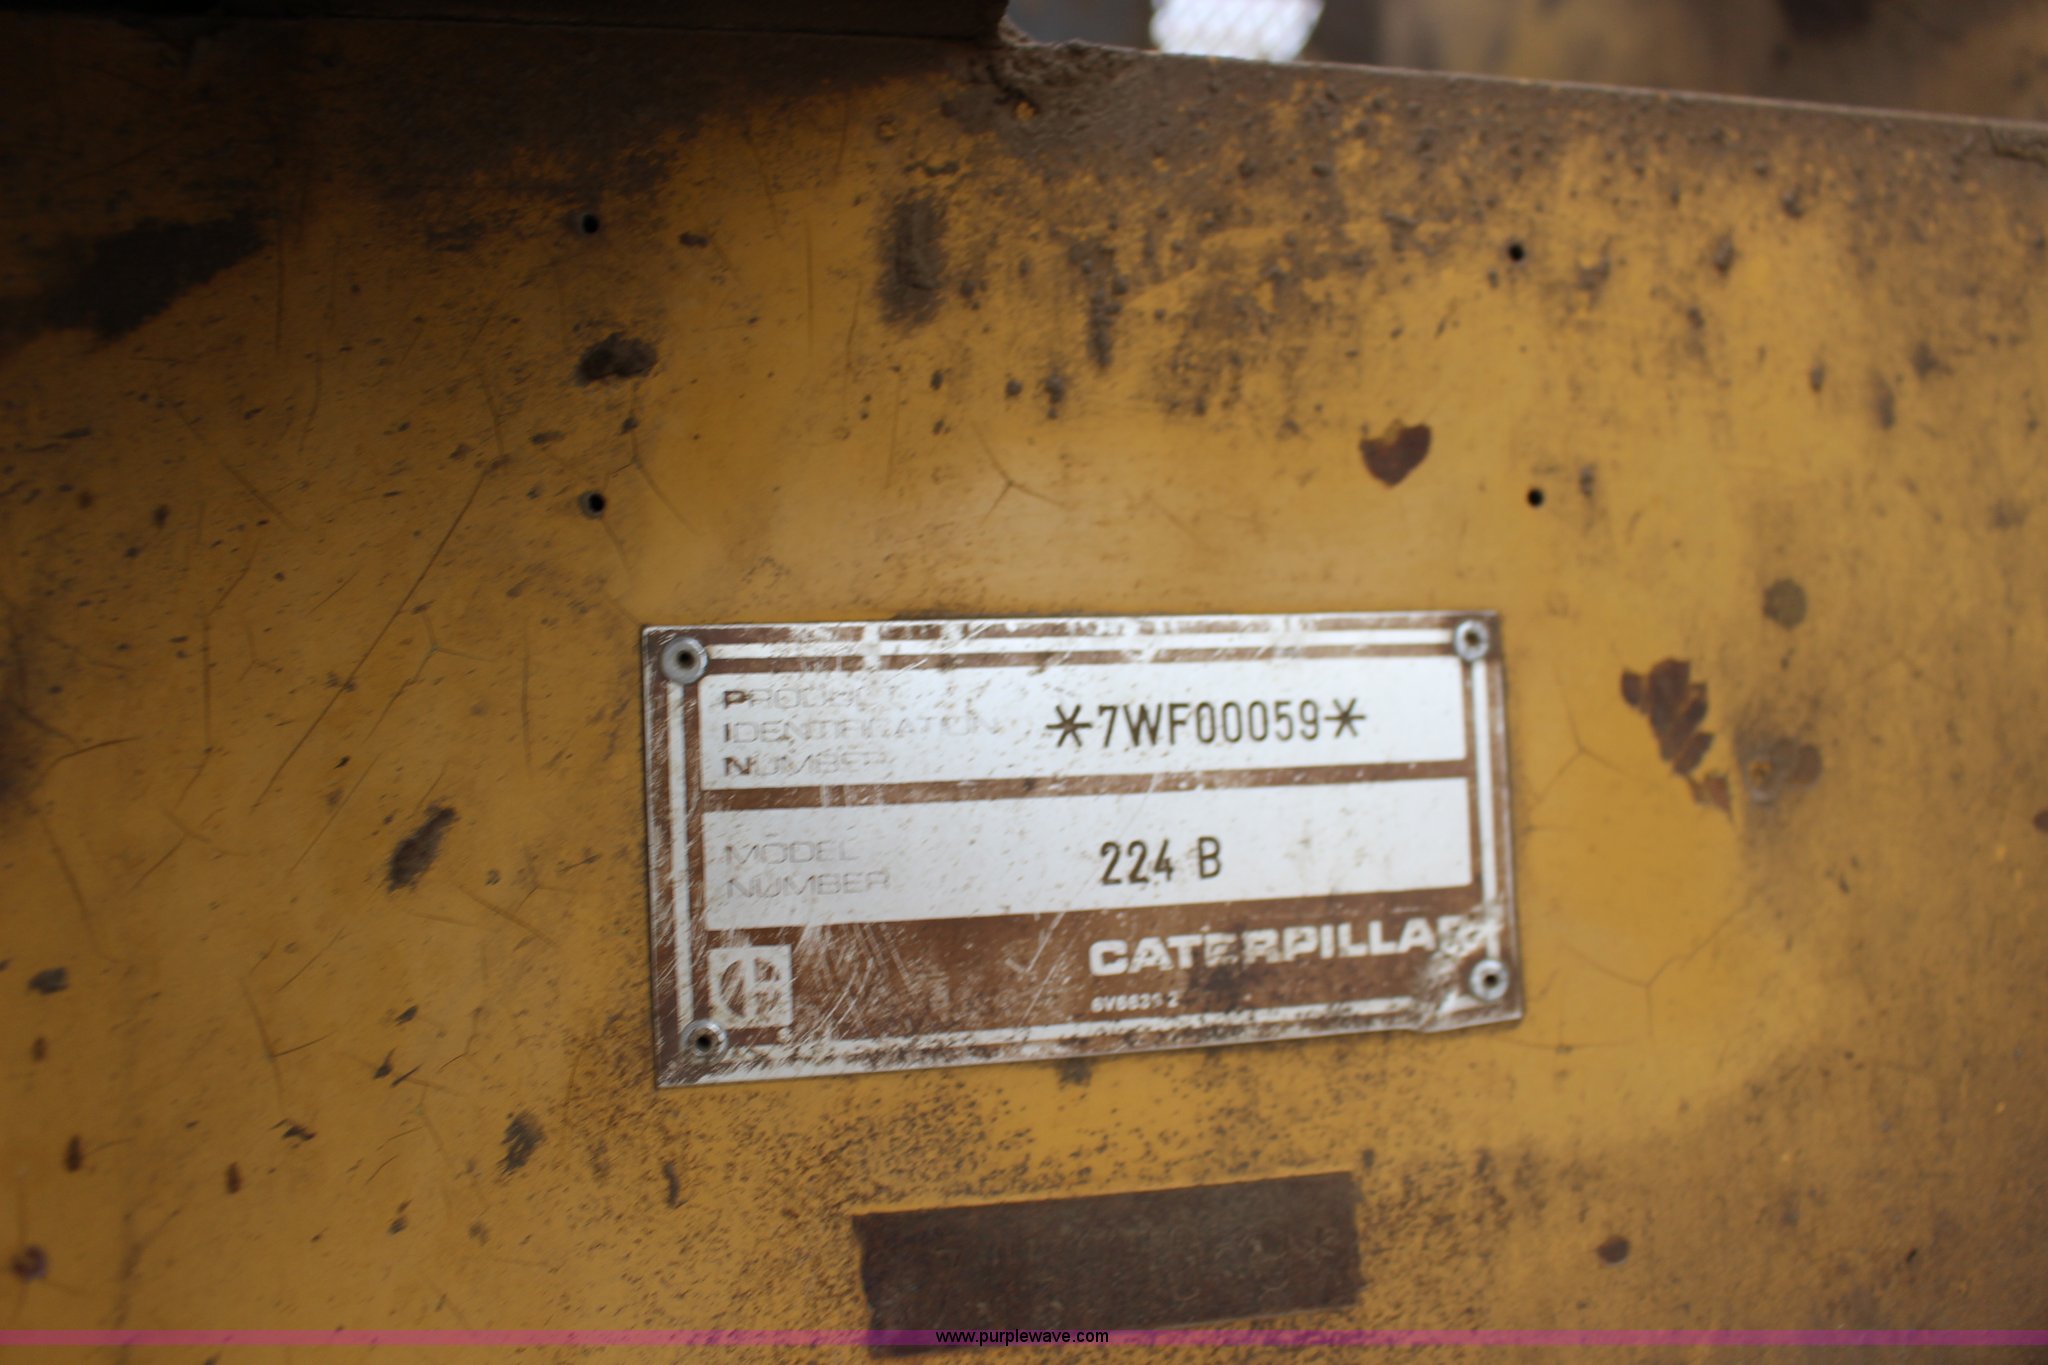 PRODUCT
IDENTIFICATION
NUMBER
*7WF00059*
MODEL
NUMBER
224 B
CATERPILLAR
www.purplewave.com